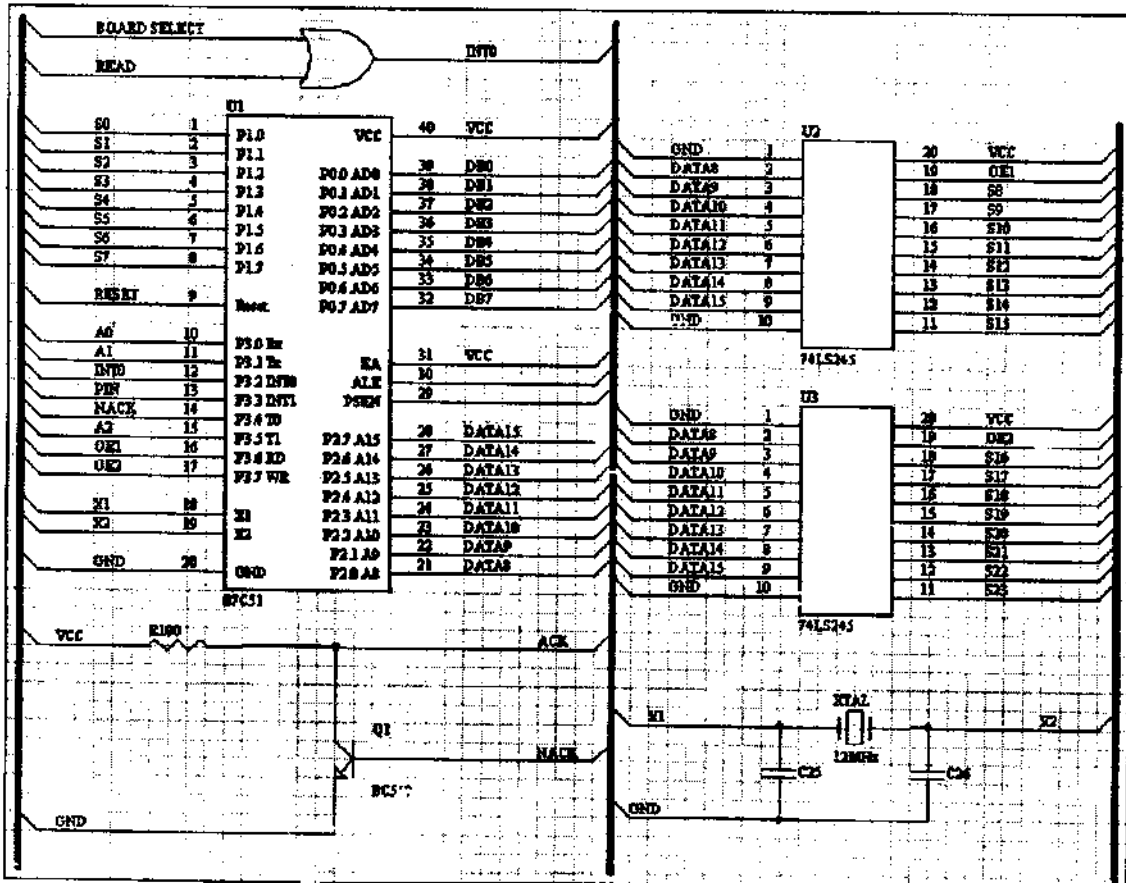 BOARD SELECT
READ
INT0
U1
S0 1 P1.0 VCC 40 VCC
S1 2 P1.1
S2 3 P1.2 P0.0 AD0 39 DB0
S3 4 P1.3 P0.1 AD1 38 DB1
S4 5 P1.4 P0.2 AD2 37 DB2
S5 6 P1.5 P0.3 AD3 36 DB3
S6 7 P1.6 P0.4 AD4 35 DB4
S7 8 P1.7 P0.5 AD5 34 DB5
P0.6 AD6 33 DB6
RESET 9 Reset P0.7 AD7 32 DB7
A0 10 P3.0 Rx
A1 11 P3.1 Tx EA 31 VCC
INT0 12 P3.2 INT0 ALE 30
PIN 13 P3.3 INT1 PSEN 29
NACK 14 P3.4 T0
A2 15 P3.5 T1 P2.7 A15 28 DATA15
OE1 16 P3.6 RD P2.6 A14 27 DATA14
OE2 17 P3.7 WR P2.5 A13 26 DATA13
P2.4 A12 25 DATA12
X1 18 X1 P2.3 A11 24 DATA11
X2 19 X2 P2.2 A10 23 DATA10
P2.1 A9 22 DATA9
GND 20 GND P2.0 A8 21 DATA8
87C51
VCC R100 ACK
Q1
NACK
GND
U2
GND 1 20 VCC
DATA8 2 19 OE1
DATA9 3 18 S8
DATA10 4 17 S9
DATA11 5 16 S10
DATA12 6 15 S11
DATA13 7 14 S12
DATA14 8 13 S13
DATA15 9 12 S14
GND 10 11 S15
74LS245
U3
GND 1 20 VCC
DATA8 2 19 OE2
DATA9 3 18 S16
DATA10 4 17 S17
DATA11 5 16 S18
DATA12 6 15 S19
DATA13 7 14 S20
DATA14 8 13 S21
DATA15 9 12 S22
GND 10 11 S23
74LS245
XTAL
X1 X2
12MHz
C25 C26
GND